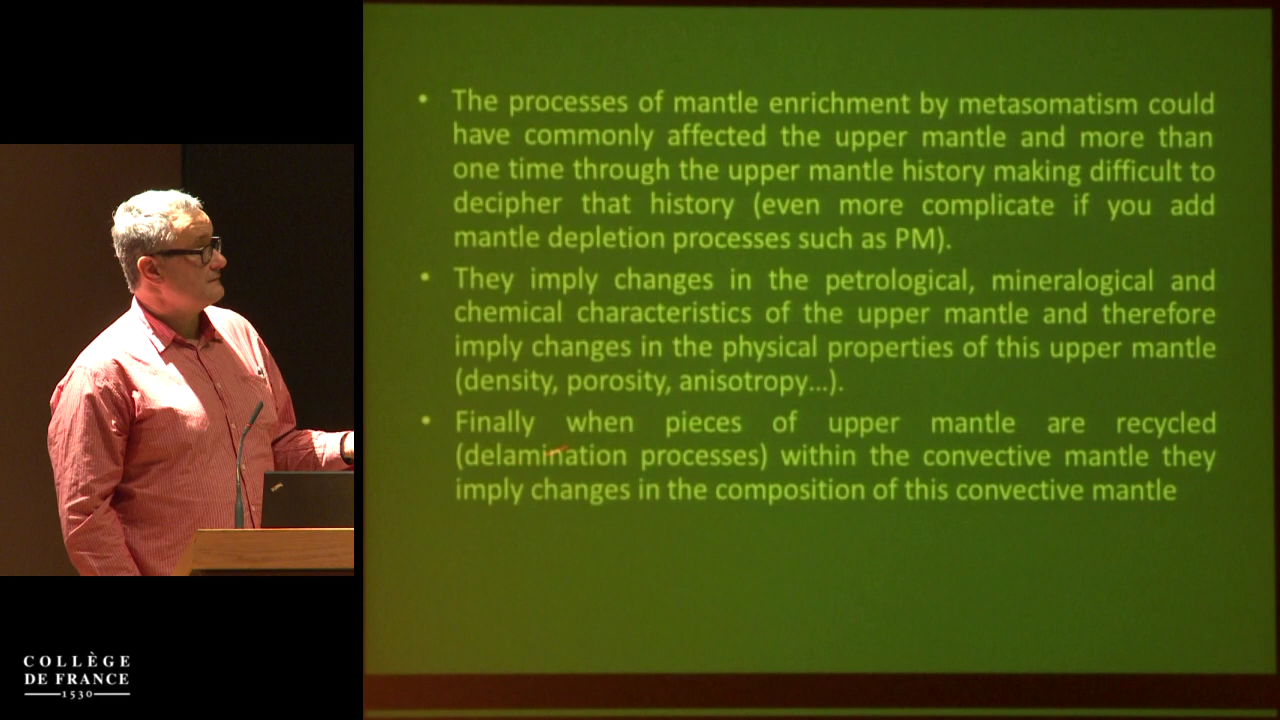 • The processes of mantle enrichment by metasomatism could
have commonly affected the upper mantle and more than
one time through the upper mantle history making difficult to
decipher that history (even more complicate if you add
mantle depletion processes such as PM).
• They imply changes in the petrological, mineralogical and
chemical characteristics of the upper mantle and therefore
imply changes in the physical properties of this upper mantle
(density, porosity, anisotropy...).
• Finally when pieces of upper mantle are recycled
(delamination processes) within the convective mantle they
imply changes in the composition of this convective mantle
COLLÈGE
DE FRANCE
1530